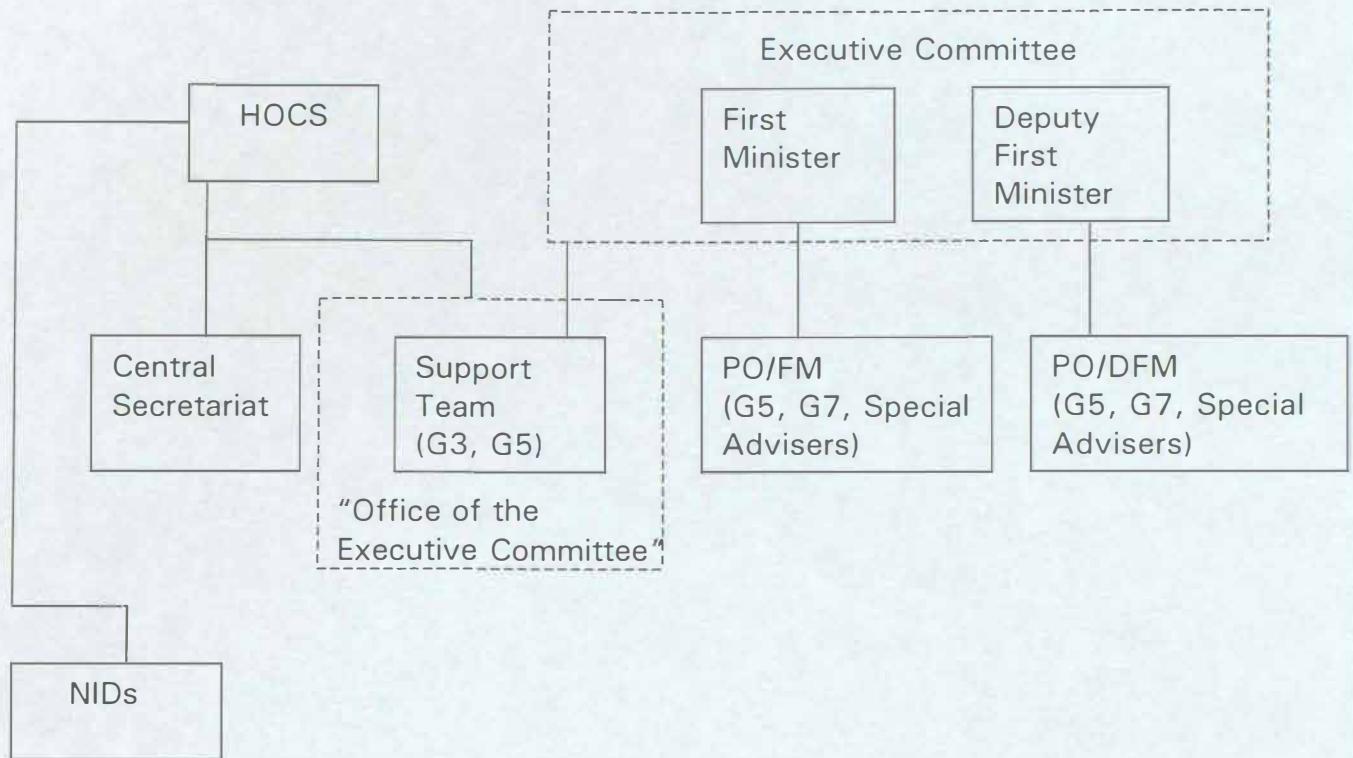 Executive Committee
HOCS
First
Minister
Deputy
First
Minister
Central
Secretariat
Support
Team
(G3, G5)
"Office of the
Executive Committee"
PO/FM
(G5, G7, Special
Advisers)
PO/DFM
(G5, G7, Special
Advisers)
NIDs